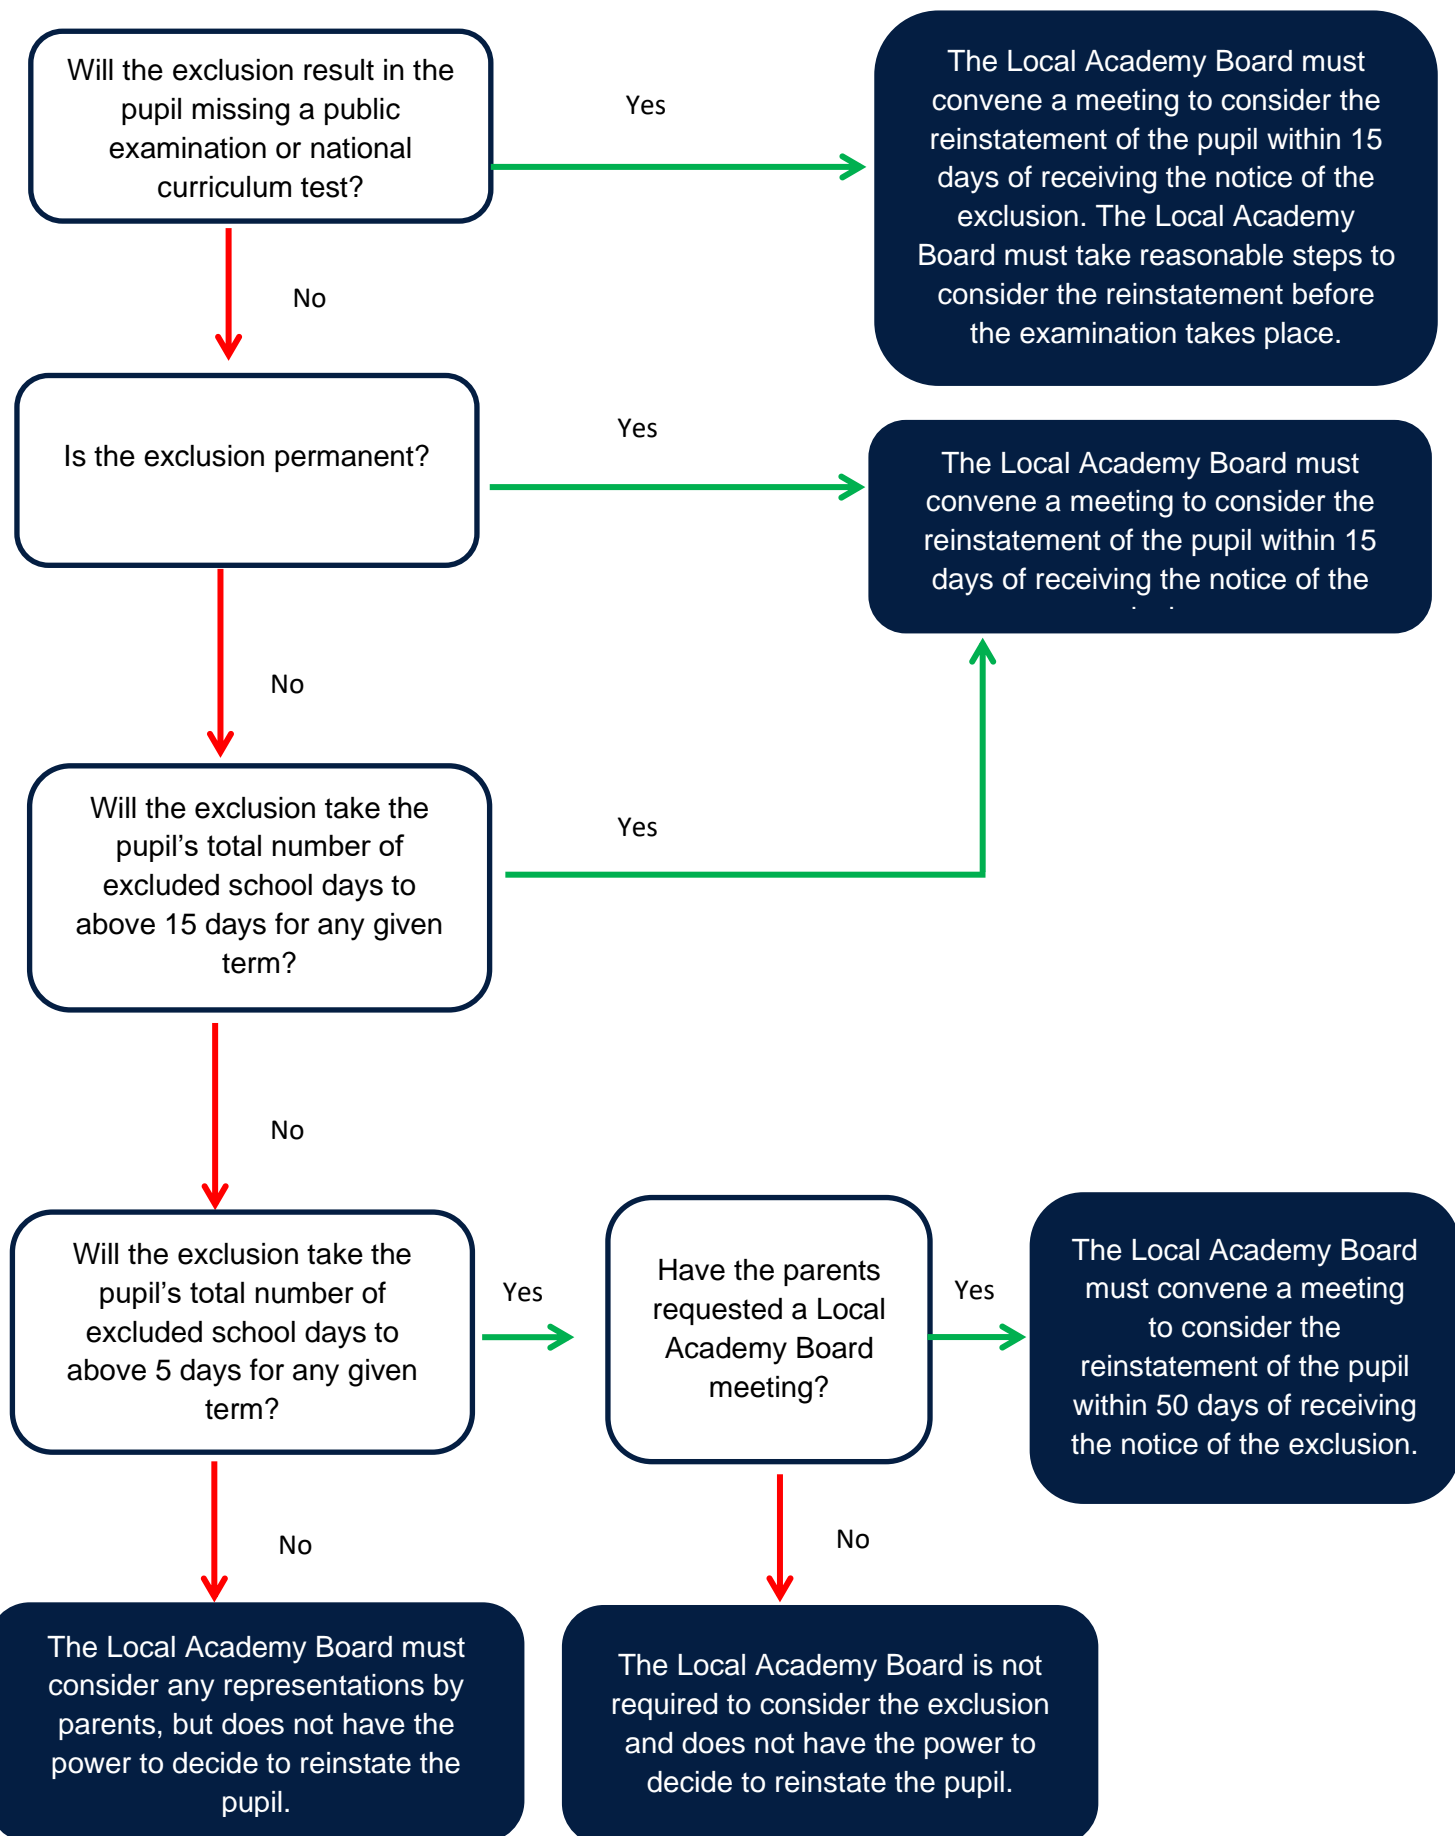 Will the exclusion result in the
pupil missing a public
examination or national
curriculum test?
Yes
The Local Academy Board must
convene a meeting to consider the
reinstatement of the pupil within 15
days of receiving the notice of the
exclusion. The Local Academy
Board must take reasonable steps to
consider the reinstatement before
the examination takes place.
No
Is the exclusion permanent?
Yes
The Local Academy Board must
convene a meeting to consider the
reinstatement of the pupil within 15
days of receiving the notice of the
No
Will the exclusion take the
pupil’s total number of
excluded school days to
above 15 days for any given
term?
Yes
No
Will the exclusion take the
pupil’s total number of
excluded school days to
above 5 days for any given
term?
Yes
Have the parents
requested a Local
Academy Board
meeting?
Yes
The Local Academy Board
must convene a meeting
to consider the
reinstatement of the pupil
within 50 days of receiving
the notice of the exclusion.
No
No
The Local Academy Board must
consider any representations by
parents, but does not have the
power to decide to reinstate the
pupil.
The Local Academy Board is not
required to consider the exclusion
and does not have the power to
decide to reinstate the pupil.